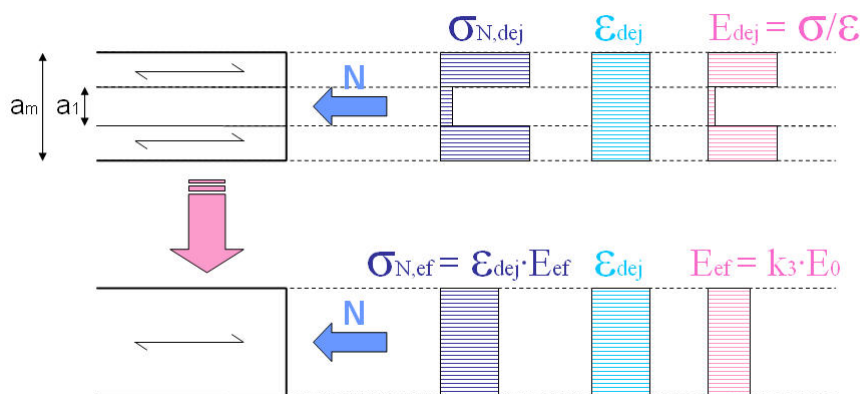 σN,dej εdej Edej = σ/ε
am a1 N
σN,ef = εdej·Eef εdej Eef = k3·E0
N